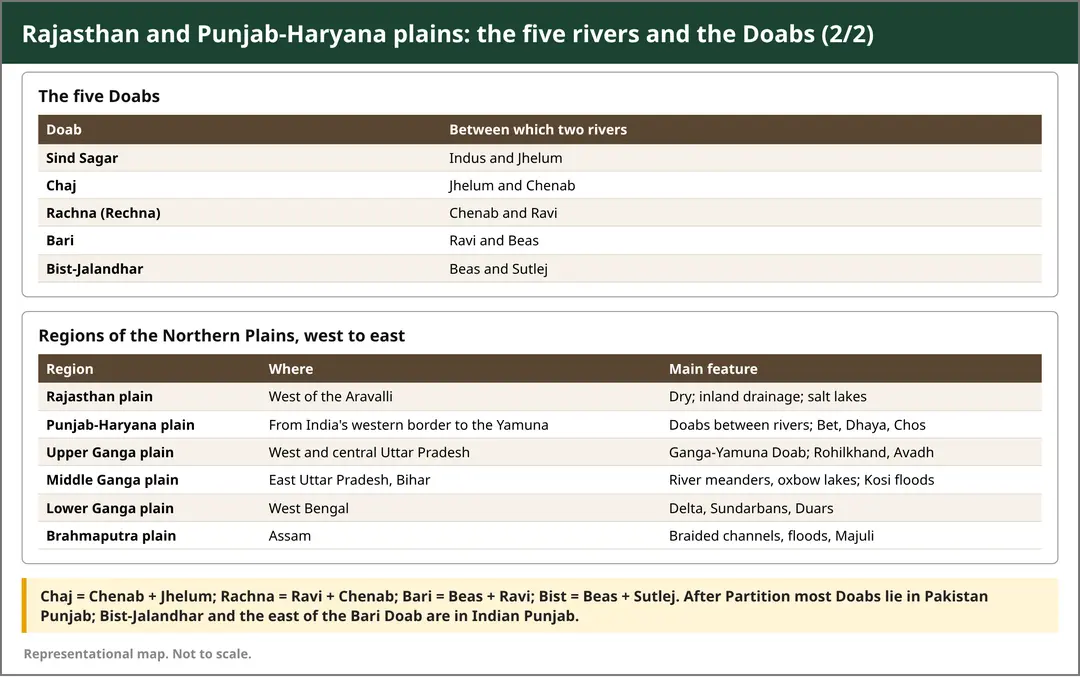 Rajasthan and Punjab-Haryana plains: the five rivers and the Doabs (2/2)
The five Doabs
Doab Between which two rivers
Sind Sagar Indus and Jhelum
Chaj Jhelum and Chenab
Rachna (Rechna) Chenab and Ravi
Bari Ravi and Beas
Bist-Jalandhar Beas and Sutlej
Regions of the Northern Plains, west to east
Region Where Main feature
Rajasthan plain West of the Aravalli Dry; inland drainage; salt lakes
Punjab-Haryana plain From India's western border to the Yamuna Doabs between rivers; Bet, Dhaya, Chos
Upper Ganga plain West and central Uttar Pradesh Ganga-Yamuna Doab; Rohilkhand, Avadh
Middle Ganga plain East Uttar Pradesh, Bihar River meanders, oxbow lakes; Kosi floods
Lower Ganga plain West Bengal Delta, Sundarbans, Duars
Brahmaputra plain Assam Braided channels, floods, Majuli
Chaj = Chenab + Jhelum; Rachna = Ravi + Chenab; Bari = Beas + Ravi; Bist = Beas + Sutlej. After Partition most Doabs lie in Pakistan
Punjab; Bist-Jalandhar and the east of the Bari Doab are in Indian Punjab.
Representational map. Not to scale.